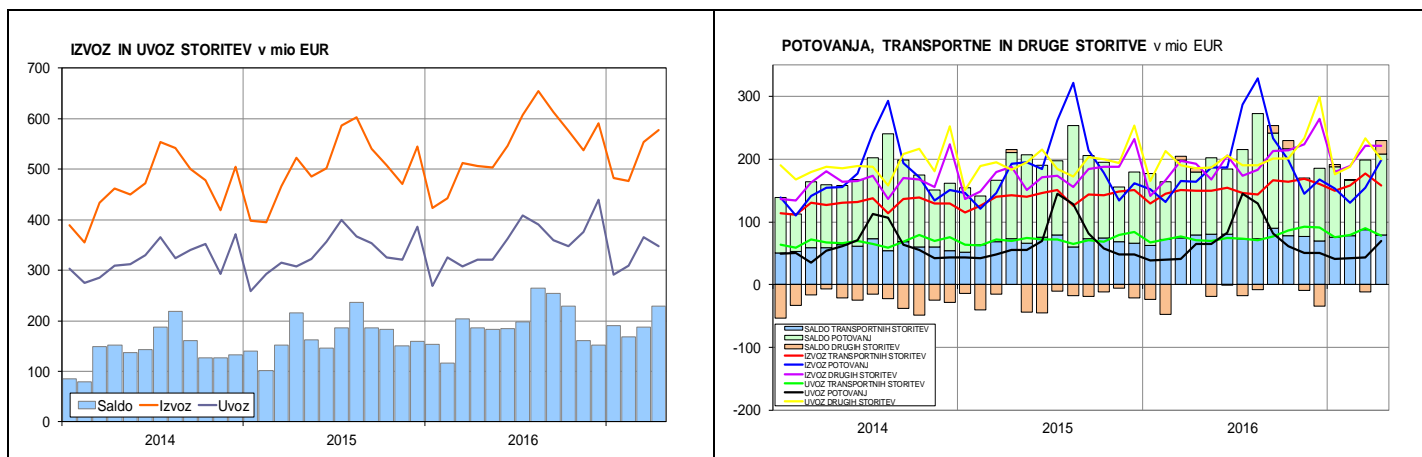 IZVOZ IN UVOZ STORITEV v mio EUR
700
600
500
400
300
200
100
0
Saldo Izvoz Uvoz
2014 2015 2016
POTOVANJA, TRANSPORTNE IN DRUGE STORITVE v mio EUR
300
200
100
0
-100
-200
SALDO TRANSPORTNIH STORITEV
SALDO POTOVANJ
SALDO DRUGIH STORITEV
IZVOZ TRANSPORTNIH STORITEV
IZVOZ POTOVANJ
IZVOZ DRUGIH STORITEV
UVOZ TRANSPORTNIH STORITEV
UVOZ POTOVANJ
UVOZ DRUGIH STORITEV
2014 2015 2016